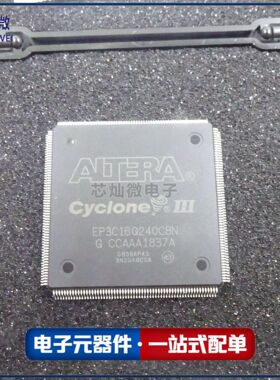 微
ALTERA
芯灿微电子
Cyclone III
EP3C16Q240C8N
G CCAAA1837A
电子元器件·一站式配单